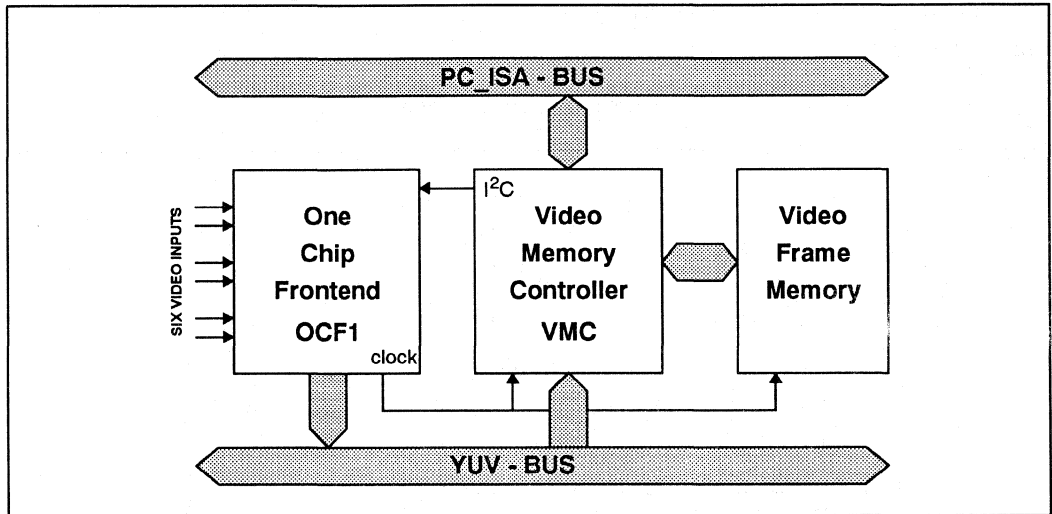 PC_ISA - BUS
SIX VIDEO INPUTS
One
Chip
Frontend
OCF1
clock
I²C
Video
Memory
Controller
VMC
Video
Frame
Memory
YUV - BUS